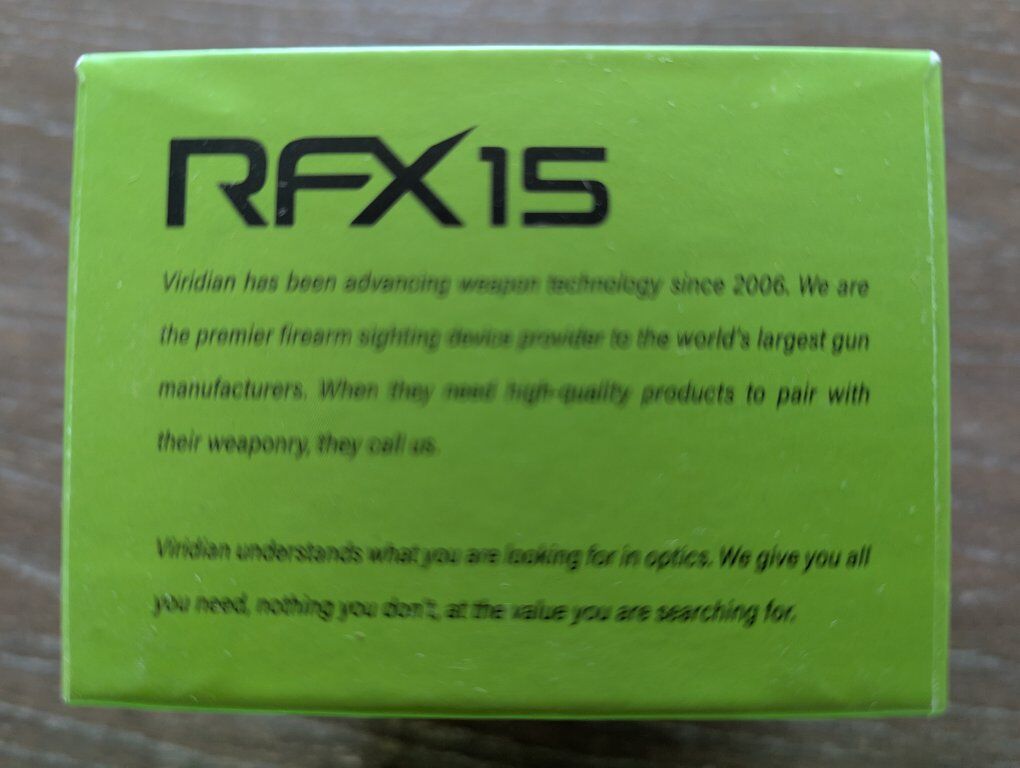 RFX15
Viridian has been advancing weapon technology since 2006. We are
the premier firearm sighting device provider to the world's largest gun
manufacturers. When they need high-quality products to pair with
their weaponry, they call us.
Viridian understands what you are looking for in optics. We give you all
you need, nothing you don't, at the value you are searching for.